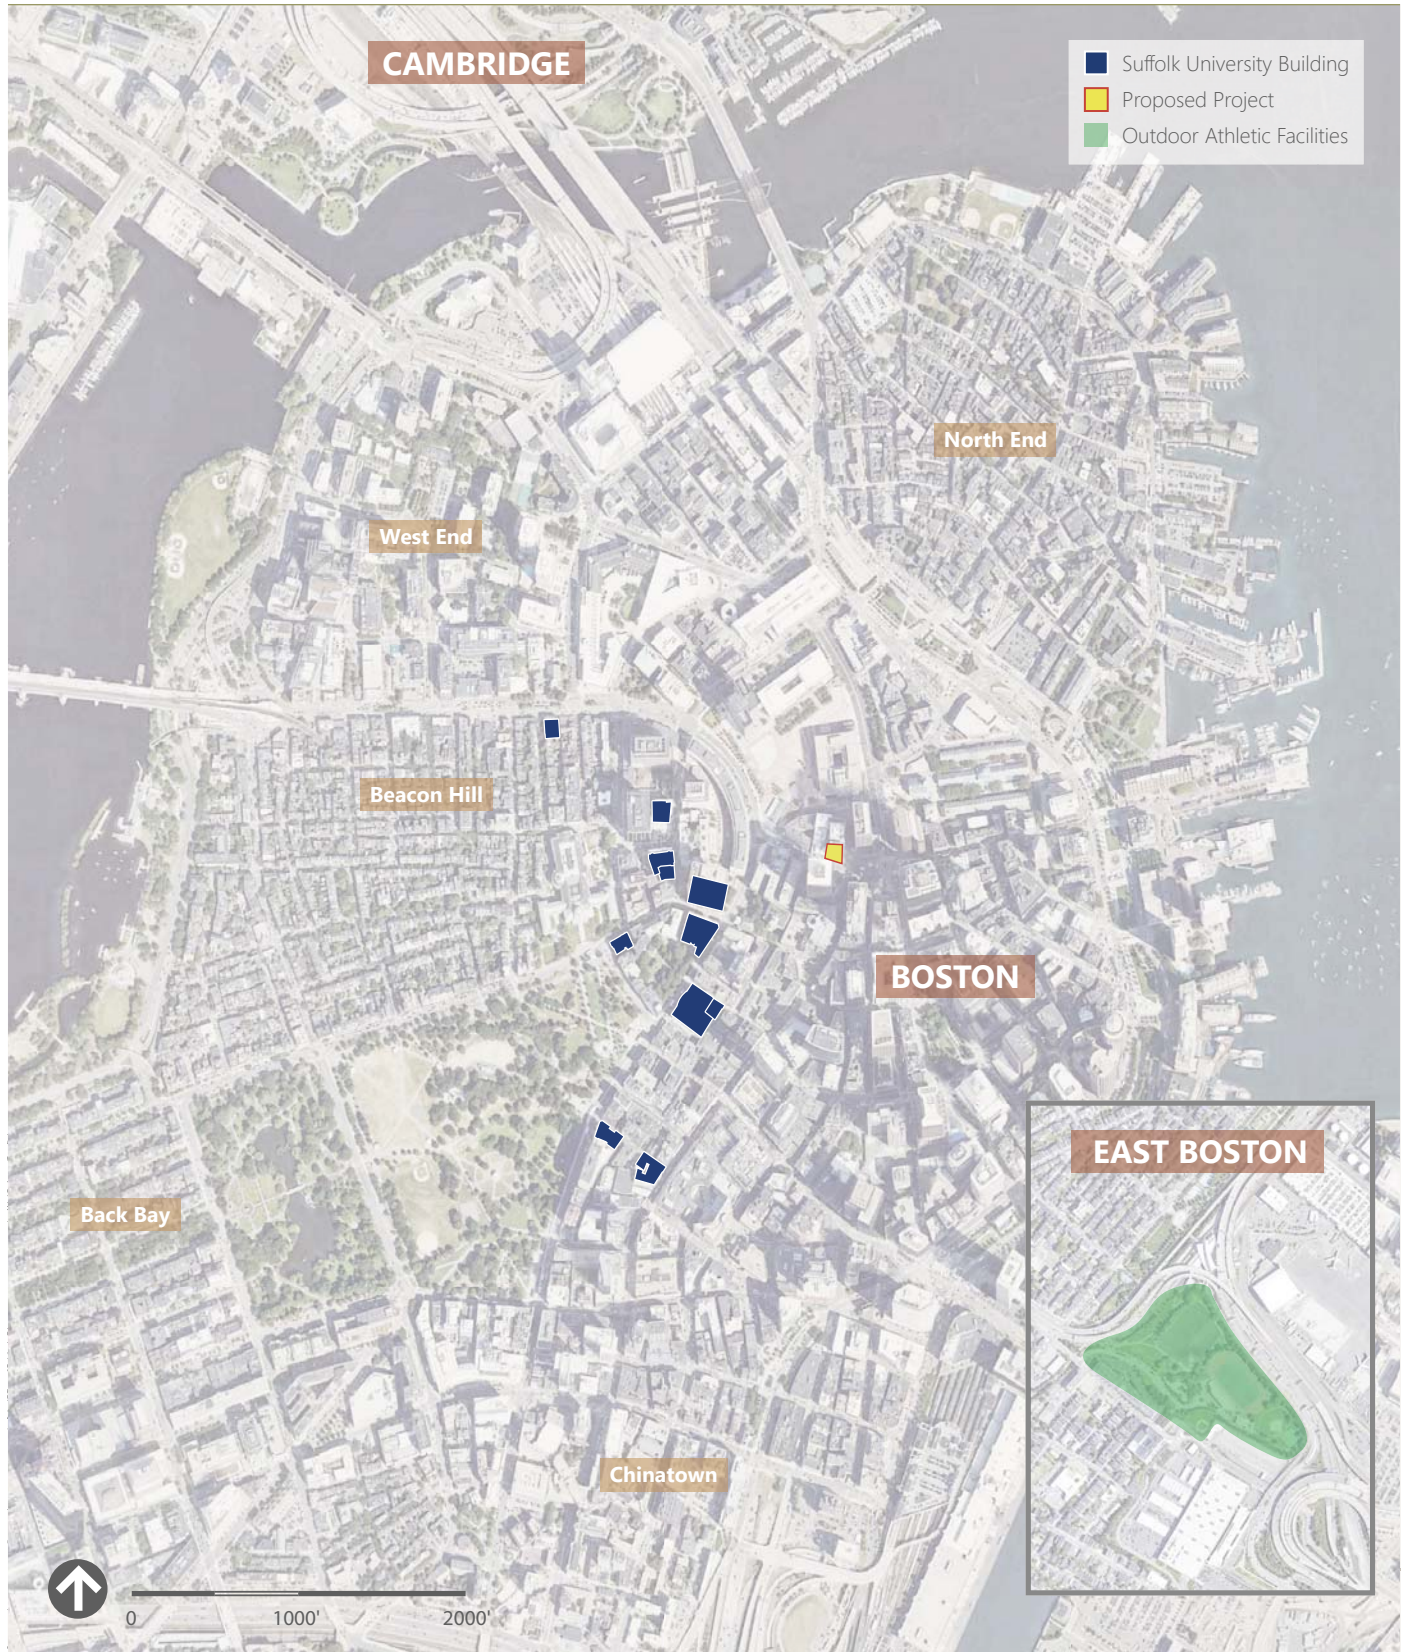 CAMBRIDGE
Suffolk University Building
Proposed Project
Outdoor Athletic Facilities
North End
West End
Beacon Hill
BOSTON
EAST BOSTON
Back Bay
Chinatown
0 1000' 2000'